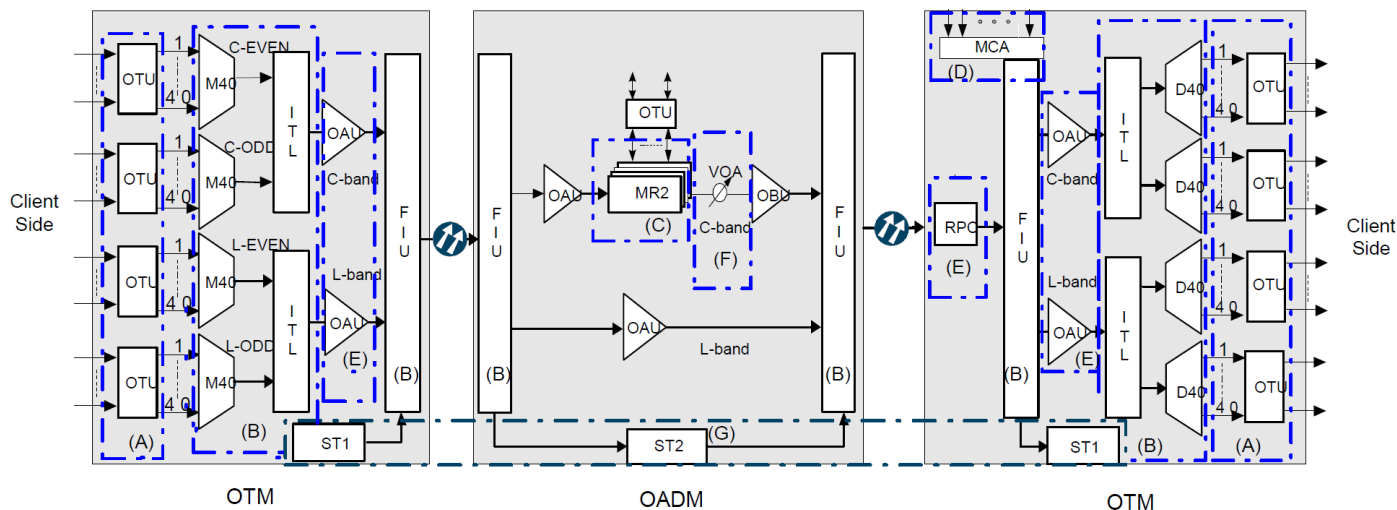 Client
Side
OTU
OTU
OTU
OTU
(A)
1
4 0
1
4 0
1
4 0
1
4 0
M40
M40
M40
M40
C-EVEN
C-ODD
L-EVEN
L-ODD
(B)
I
T
L
I
T
L
OAU
C-band
L-band
OAU
(E)
F
I
U
(B)
ST1
OTM
F
I
U
(B)
OTU
OAU
MR2
(C)
VOA
C-band
(F)
OBU
OAU
L-band
F
I
U
(B)
(G)
ST2
OADM
MCA
(D)
RPC
(E)
F
I
U
(B)
OAU
C-band
L-band
OAU
(E)
I
T
L
I
T
L
(B)
D40
D40
D40
D40
1
4 0
1
4 0
1
4 0
1
4 0
OTU
OTU
OTU
OTU
(A)
ST1
Client
Side
OTM